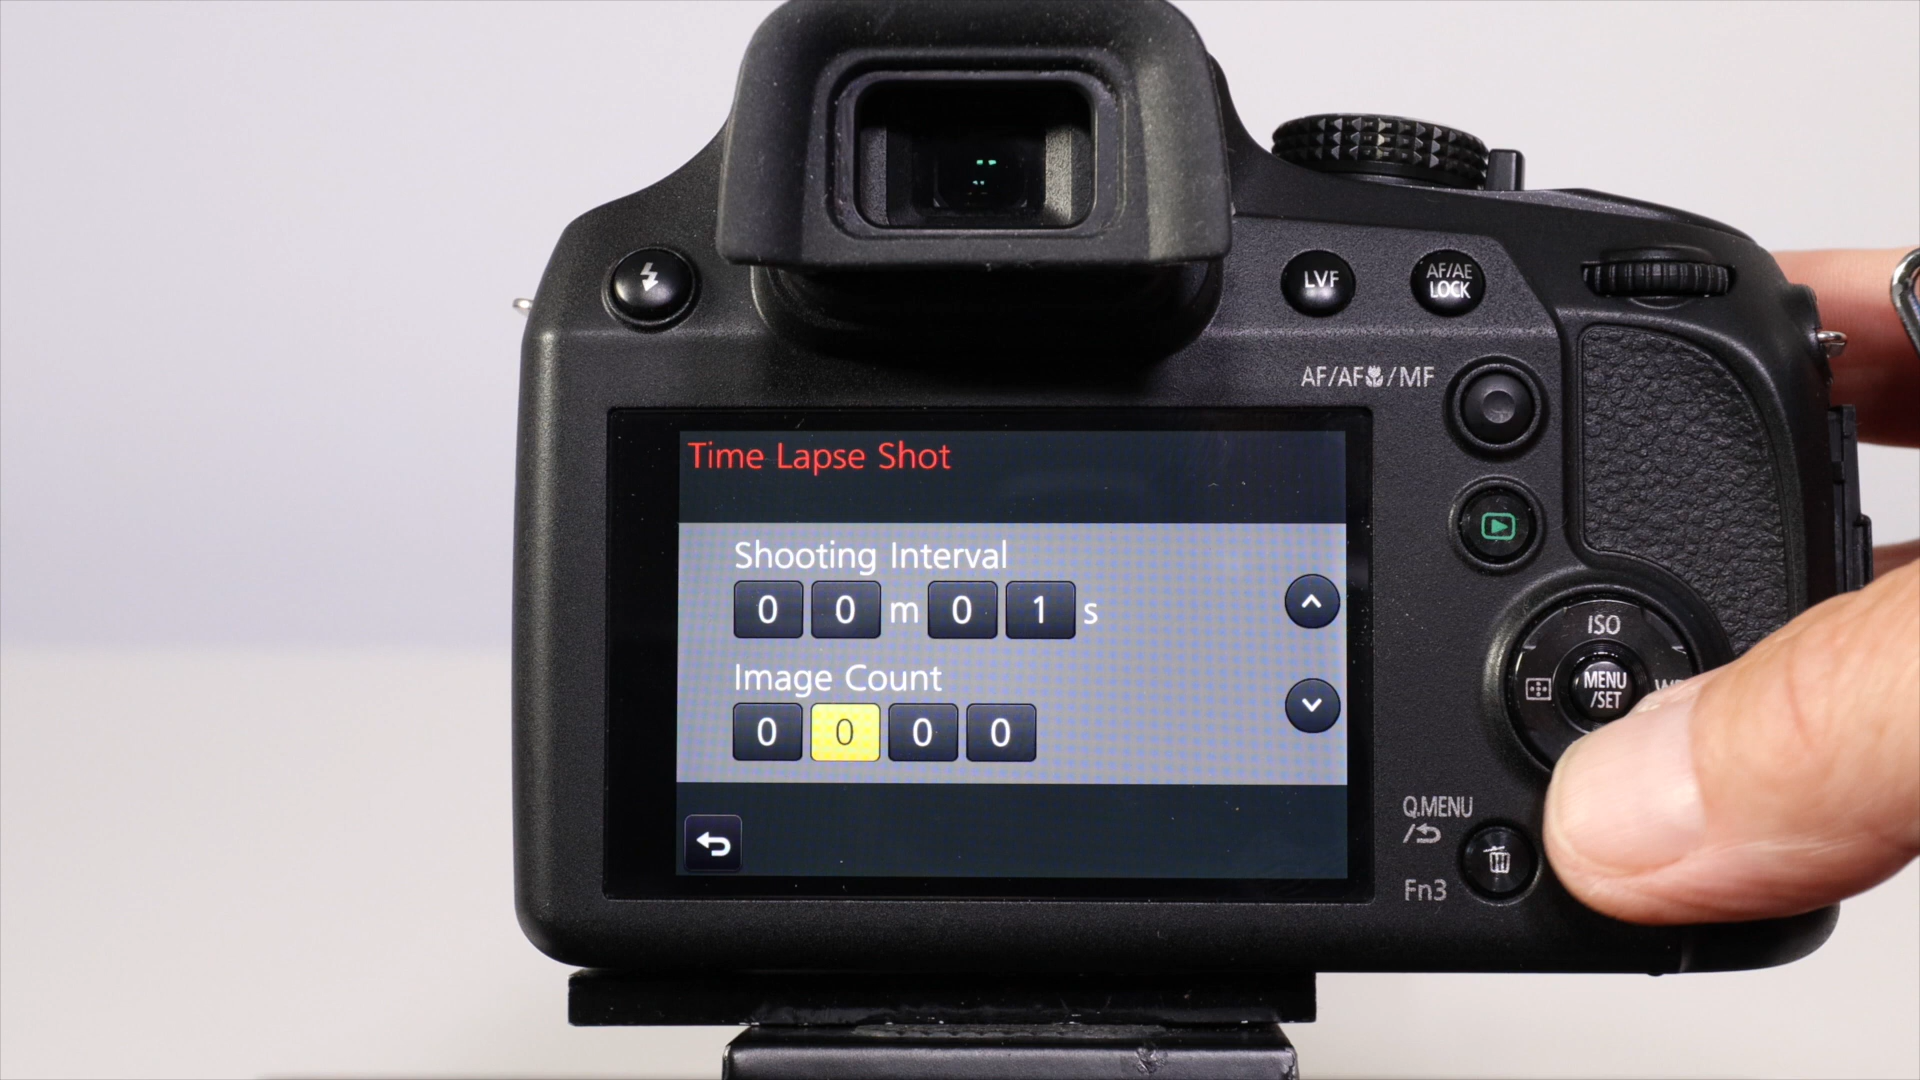 LVF
AF/AE
LOCK
AF/AF/MF
Time Lapse Shot
Shooting Interval
0 0 m 0 1 s
Image Count
0 0 0 0
ISO
MENU
/SET
Q.MENU
/
Fn3